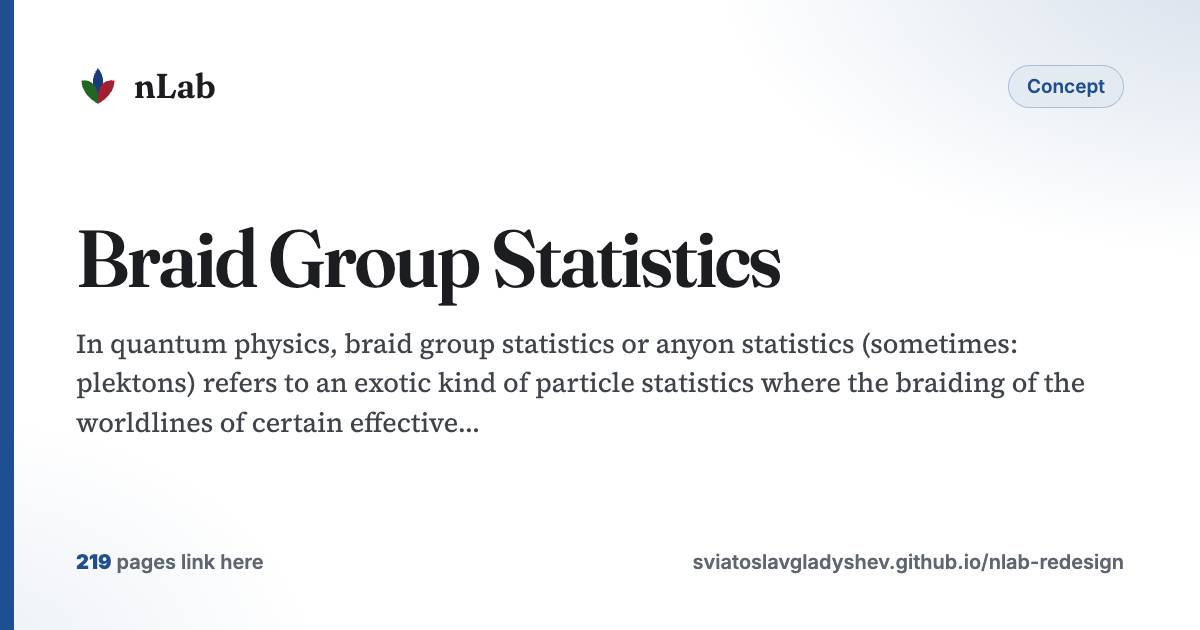 nLab
Concept
Braid Group Statistics
In quantum physics, braid group statistics or anyon statistics (sometimes:
plektons) refers to an exotic kind of particle statistics where the braiding of the
worldlines of certain effective...
219 pages link here
sviatoslavgladyshev.github.io/nlab-redesign